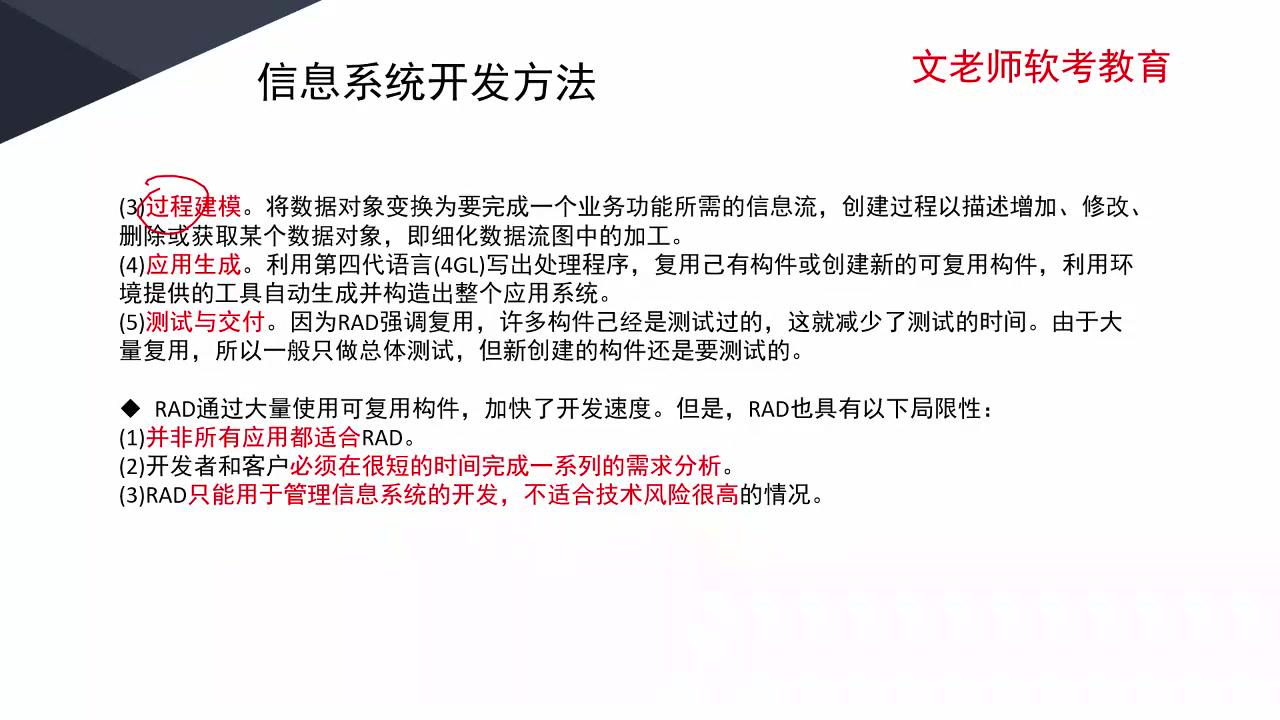 信息系统开发方法
文老师软考教育
(3)过程建模。将数据对象变换为要完成一个业务功能所需的信息流，创建过程以描述增加、修改、
删除或获取某个数据对象，即细化数据流图中的加工。
(4)应用生成。利用第四代语言(4GL)写出处理程序，复用己有构件或创建新的可复用构件，利用环
境提供的工具自动生成并构造出整个应用系统。
(5)测试与交付。因为RAD强调复用，许多构件己经是测试过的，这就减少了测试的时间。由于大
量复用，所以一般只做总体测试，但新创建的构件还是要测试的。
◆ RAD通过大量使用可复用构件，加快了开发速度。但是，RAD也具有以下局限性：
(1)并非所有应用都适合RAD。
(2)开发者和客户必须在很短的时间完成一系列的需求分析。
(3)RAD只能用于管理信息系统的开发，不适合技术风险很高的情况。